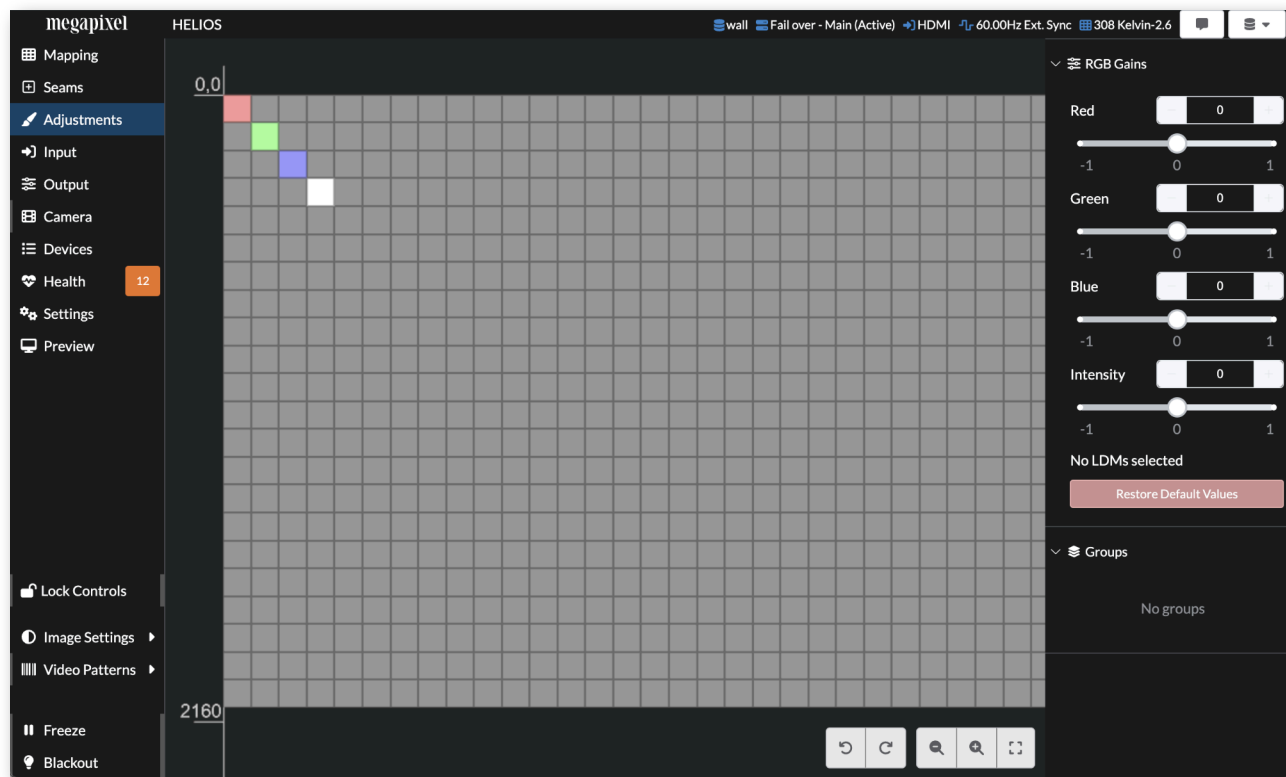 megapixel
HELIOS
wall Fail over - Main (Active) HDMI 60.00Hz Ext. Sync 308 Kelvin-2.6
Mapping
Seams
Adjustments
Input
Output
Camera
Devices
Health 12
Settings
Preview
Lock Controls
Image Settings
Video Patterns
Freeze
Blackout
0,0
2160
RGB Gains
Red 0
-1 0 1
Green 0
-1 0 1
Blue 0
-1 0 1
Intensity 0
-1 0 1
No LDMs selected
Restore Default Values
Groups
No groups